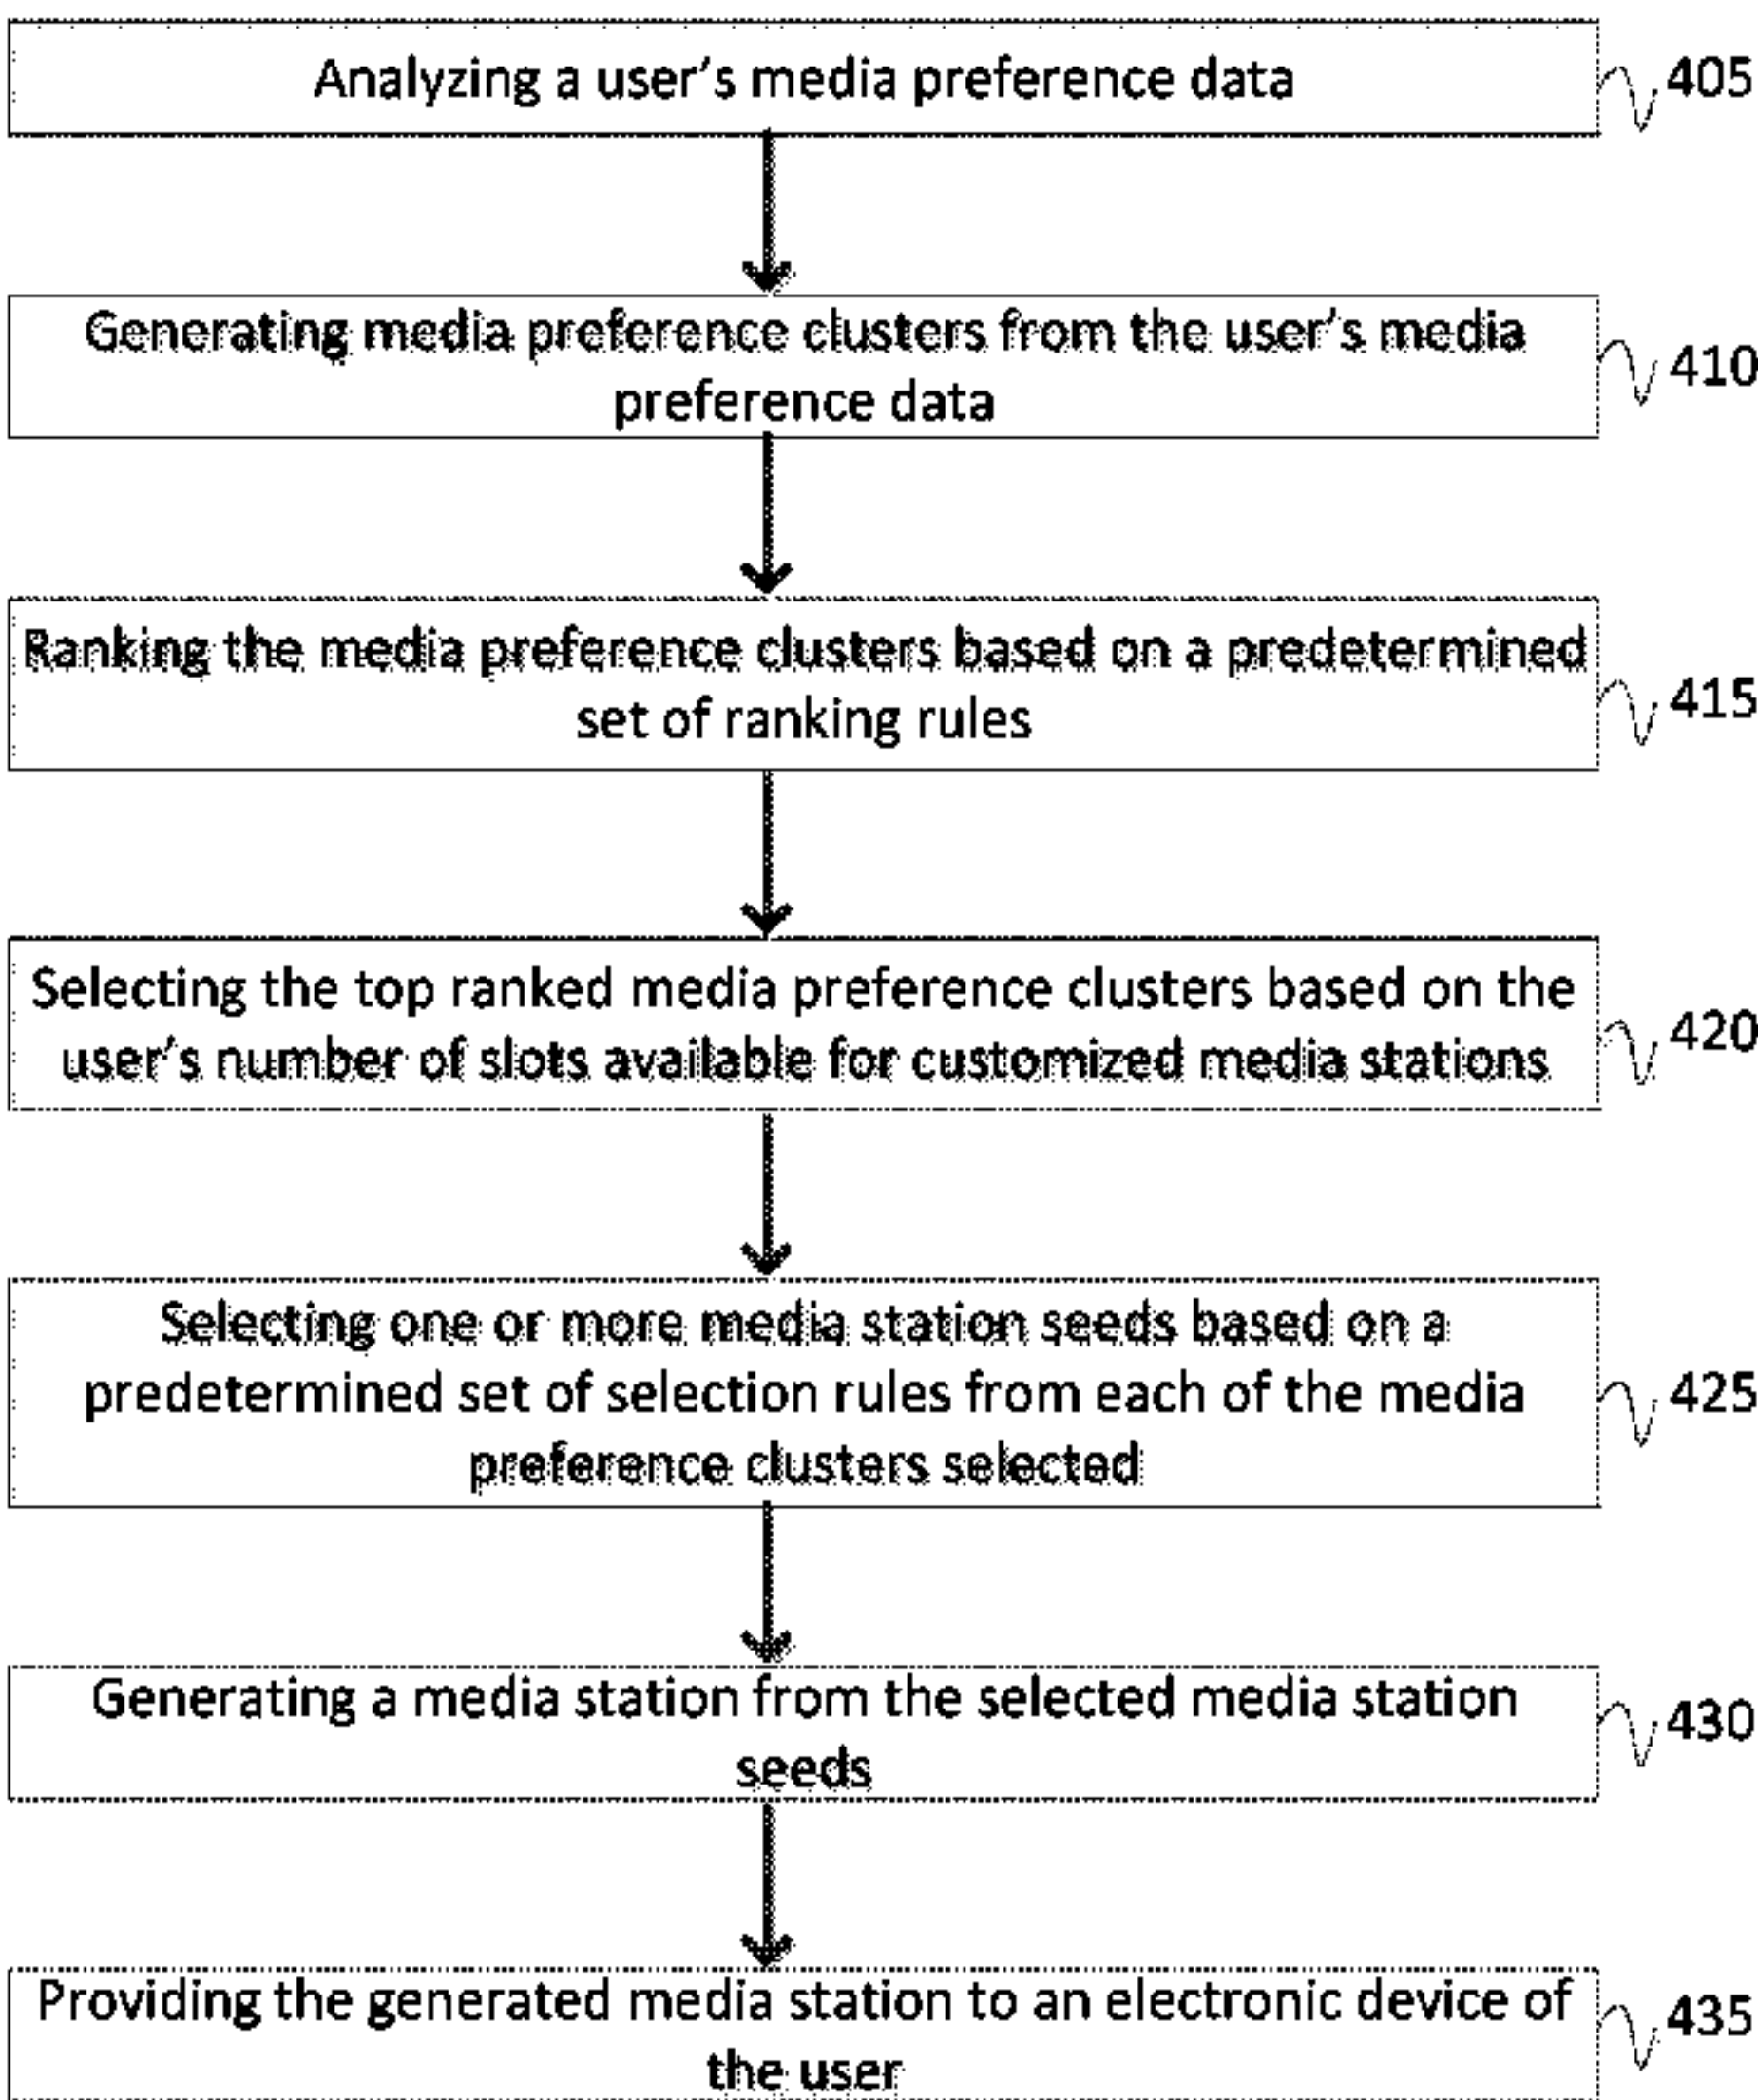 Analyzing a user's media preference data
405
Generating media preference clusters from the user's media
preference data
410
Ranking the media preference clusters based on a predetermined
set of ranking rules
415
Selecting the top ranked media preference clusters based on the
user's number of slots available for customized media stations
420
Selecting one or more media station seeds based on a
predetermined set of selection rules from each of the media
preference clusters selected
425
Generating a media station from the selected media station
seeds
430
Providing the generated media station to an electronic device of
the user
435